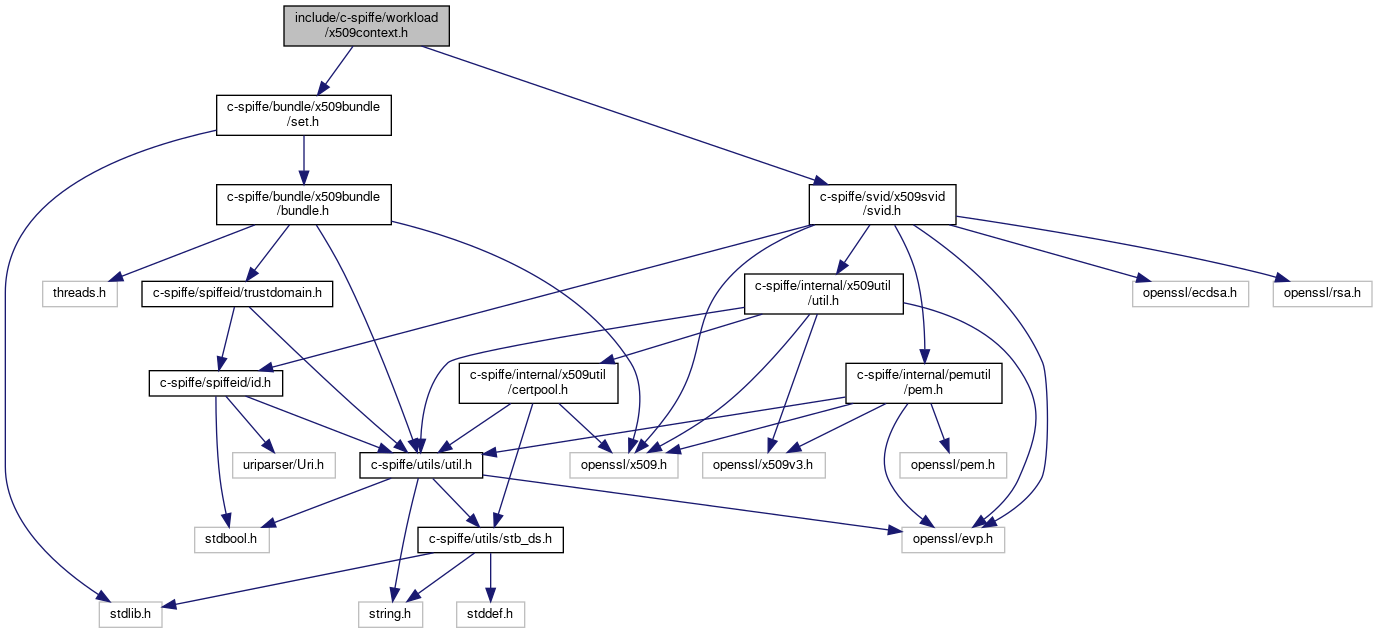 include/c-spiffe/workload
/x509context.h
c-spiffe/bundle/x509bundle
/set.h
c-spiffe/bundle/x509bundle
/bundle.h
c-spiffe/svid/x509svid
/svid.h
threads.h
c-spiffe/spiffeid/trustdomain.h
c-spiffe/internal/x509util
/util.h
openssl/ecdsa.h
openssl/rsa.h
c-spiffe/spiffeid/id.h
c-spiffe/internal/x509util
/certpool.h
c-spiffe/internal/pemutil
/pem.h
uriparser/Uri.h
c-spiffe/utils/util.h
openssl/x509.h
openssl/x509v3.h
openssl/pem.h
stdbool.h
c-spiffe/utils/stb_ds.h
openssl/evp.h
stdlib.h
string.h
stddef.h